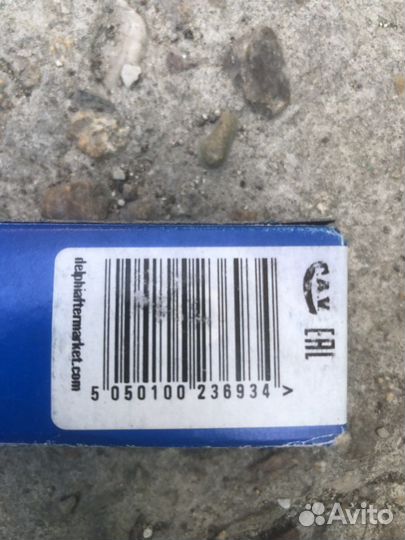 delphiaftermarket.com
CAV
EAC
5 050100 236934 >
Avito